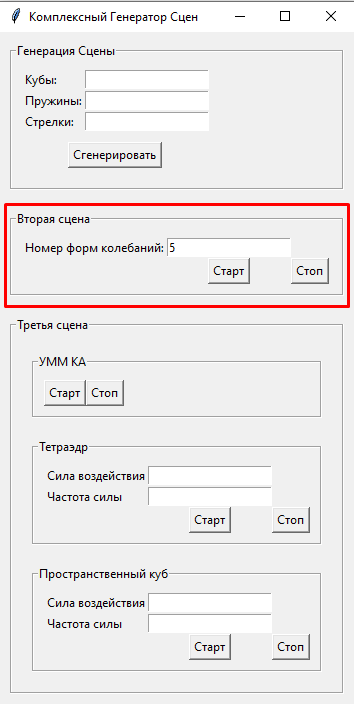 Комплексный Генератор Сцен
Генерация Сцены
Кубы:
Пружины:
Стрелки:
Сгенерировать
Вторая сцена
Номер форм колебаний: 5
Старт Стоп
Третья сцена
УММ КА
Старт Стоп
Тетраэдр
Сила воздействия
Частота силы
Старт Стоп
Пространственный куб
Сила воздействия
Частота силы
Старт Стоп